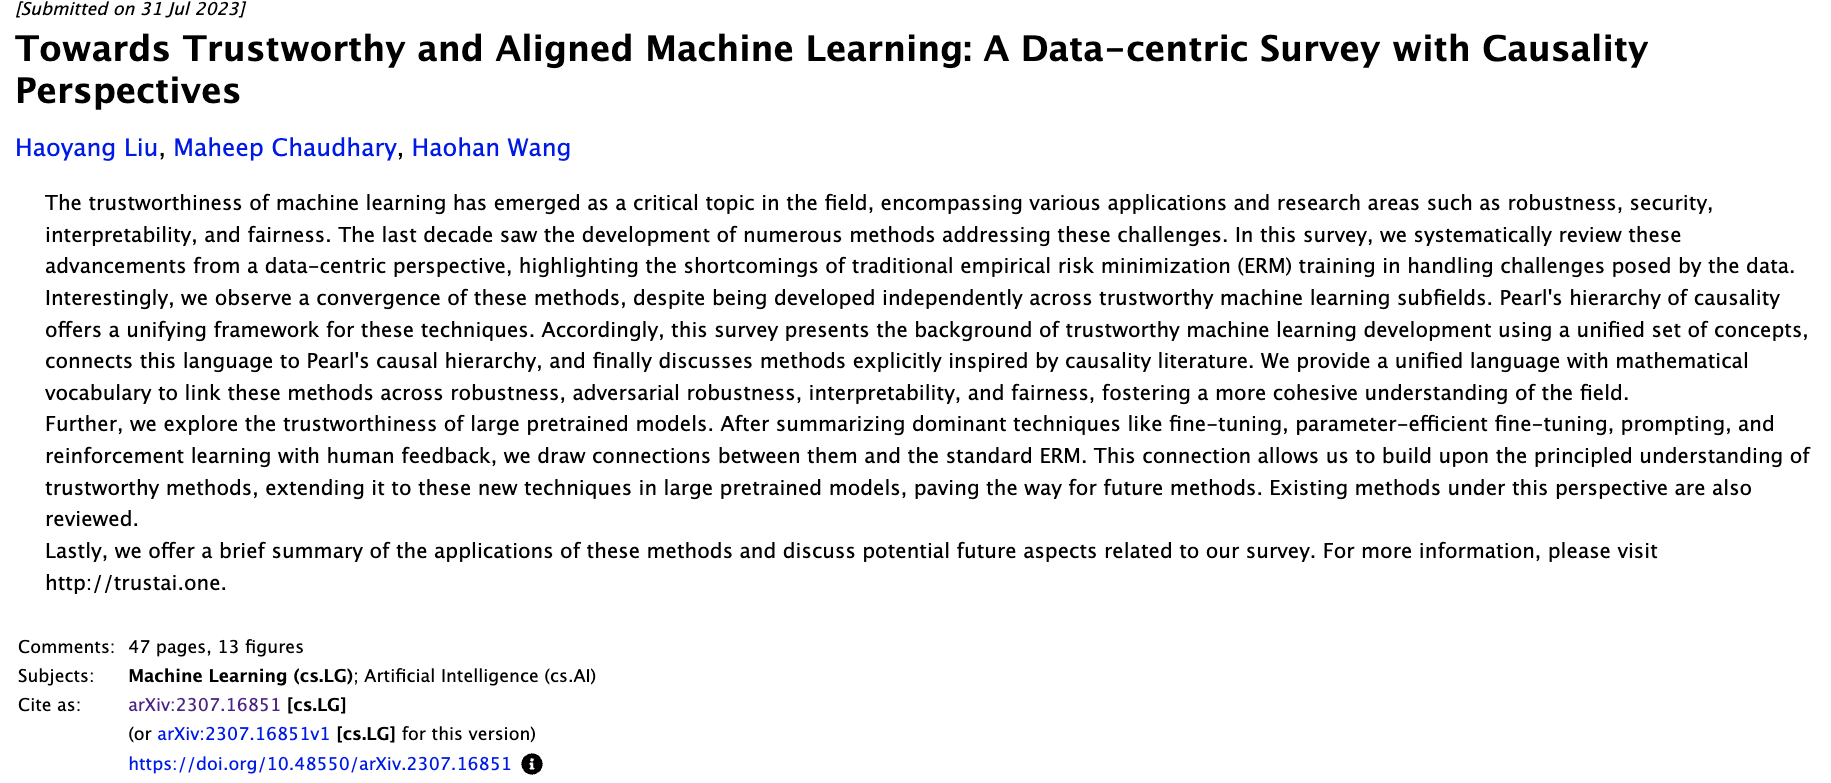 [Submitted on 31 Jul 2023]
Towards Trustworthy and Aligned Machine Learning: A Data-centric Survey with Causality
Perspectives
Haoyang Liu, Maheep Chaudhary, Haohan Wang
The trustworthiness of machine learning has emerged as a critical topic in the field, encompassing various applications and research areas such as robustness, security,
interpretability, and fairness. The last decade saw the development of numerous methods addressing these challenges. In this survey, we systematically review these
advancements from a data-centric perspective, highlighting the shortcomings of traditional empirical risk minimization (ERM) training in handling challenges posed by the data.
Interestingly, we observe a convergence of these methods, despite being developed independently across trustworthy machine learning subfields. Pearl's hierarchy of causality
offers a unifying framework for these techniques. Accordingly, this survey presents the background of trustworthy machine learning development using a unified set of concepts,
connects this language to Pearl's causal hierarchy, and finally discusses methods explicitly inspired by causality literature. We provide a unified language with mathematical
vocabulary to link these methods across robustness, adversarial robustness, interpretability, and fairness, fostering a more cohesive understanding of the field.
Further, we explore the trustworthiness of large pretrained models. After summarizing dominant techniques like fine-tuning, parameter-efficient fine-tuning, prompting, and
reinforcement learning with human feedback, we draw connections between them and the standard ERM. This connection allows us to build upon the principled understanding of
trustworthy methods, extending it to these new techniques in large pretrained models, paving the way for future methods. Existing methods under this perspective are also
reviewed.
Lastly, we offer a brief summary of the applications of these methods and discuss potential future aspects related to our survey. For more information, please visit
http://trustai.one.
Comments: 47 pages, 13 figures
Subjects: Machine Learning (cs.LG); Artificial Intelligence (cs.AI)
Cite as: arXiv:2307.16851 [cs.LG]
(or arXiv:2307.16851v1 [cs.LG] for this version)
https://doi.org/10.48550/arXiv.2307.16851 i